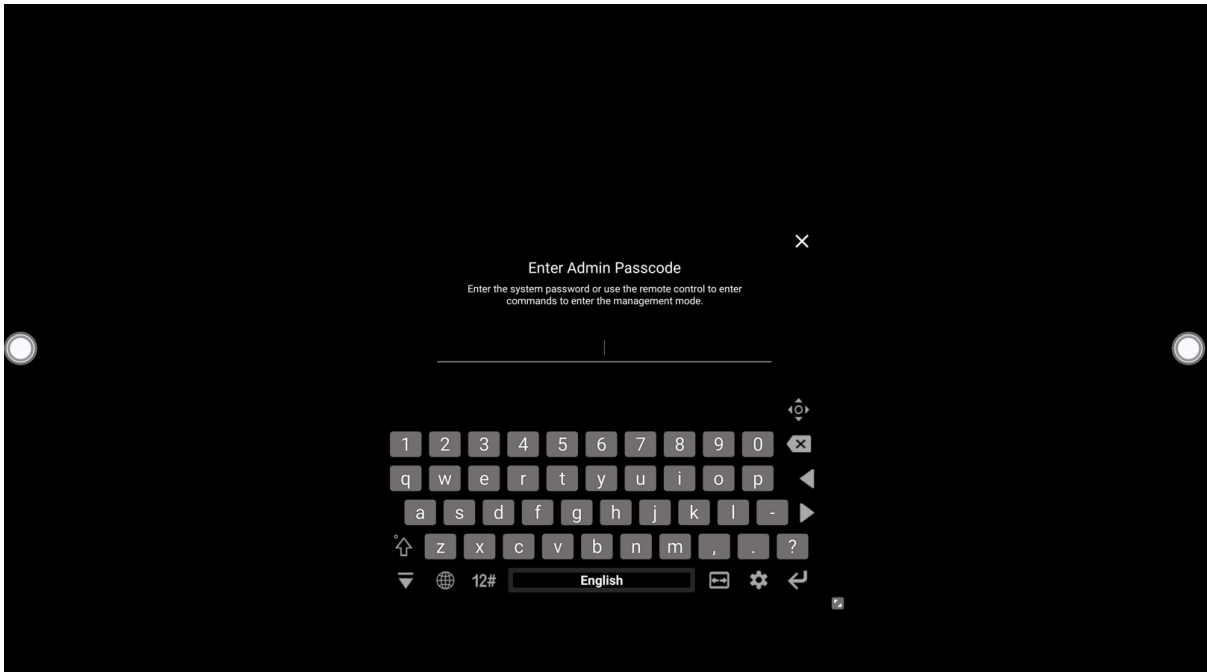 Enter Admin Passcode
Enter the system password or use the remote control to enter
commands to enter the management mode.
1 2 3 4 5 6 7 8 9 0
q w e r t y u i o p
a s d f g h j k l -
z x c v b n m , . ?
12# English